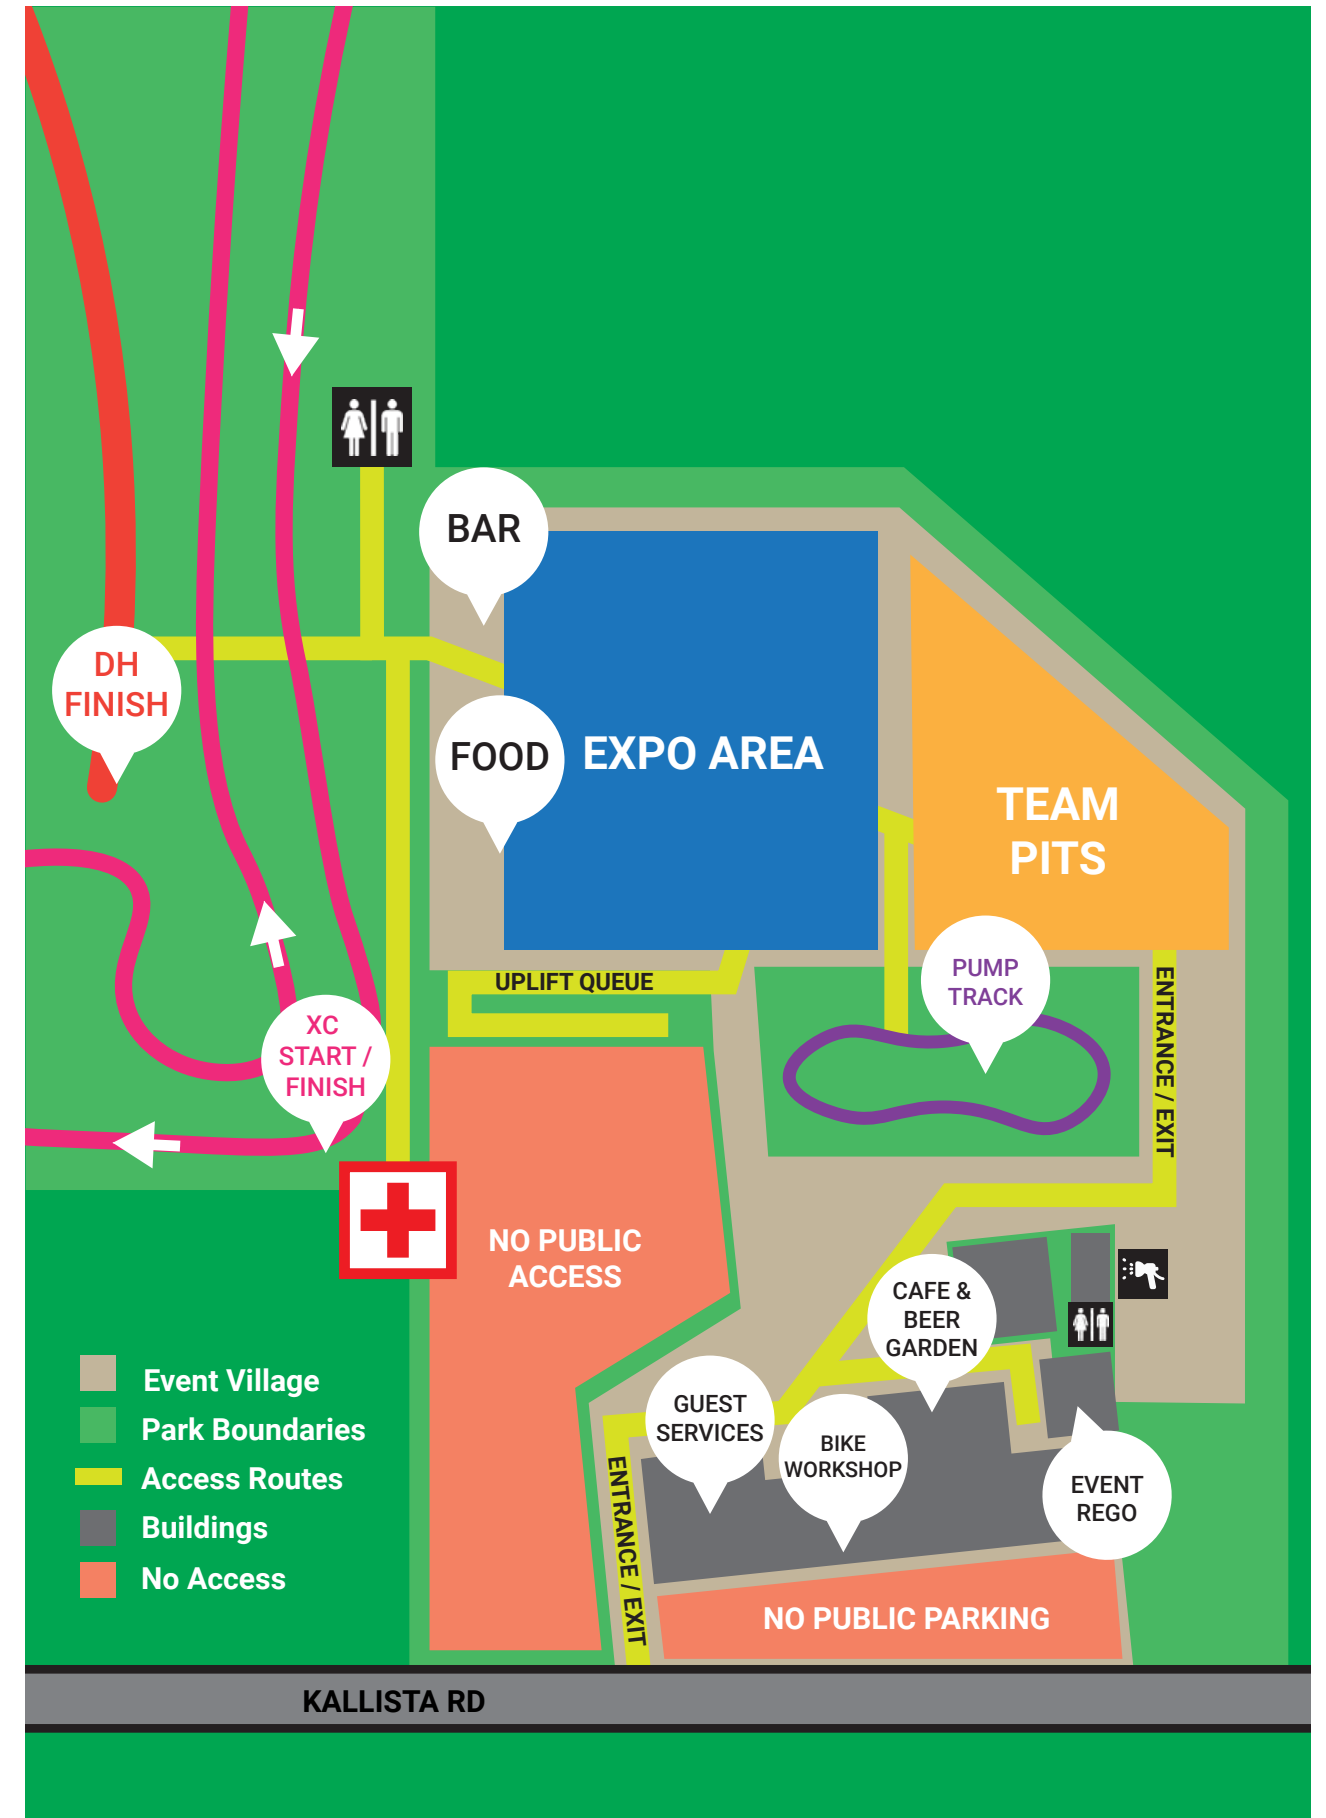 BAR
DH
FINISH
FOOD
EXPO AREA
TEAM
PITS
PUMP
TRACK
UPLIFT QUEUE
ENTRANCE / EXIT
XC
START /
FINISH
NO PUBLIC
ACCESS
CAFE &
BEER
GARDEN
GUEST
SERVICES
BIKE
WORKSHOP
EVENT
REGO
ENTRANCE / EXIT
Event Village
Park Boundaries
Access Routes
Buildings
No Access
NO PUBLIC PARKING
KALLISTA RD